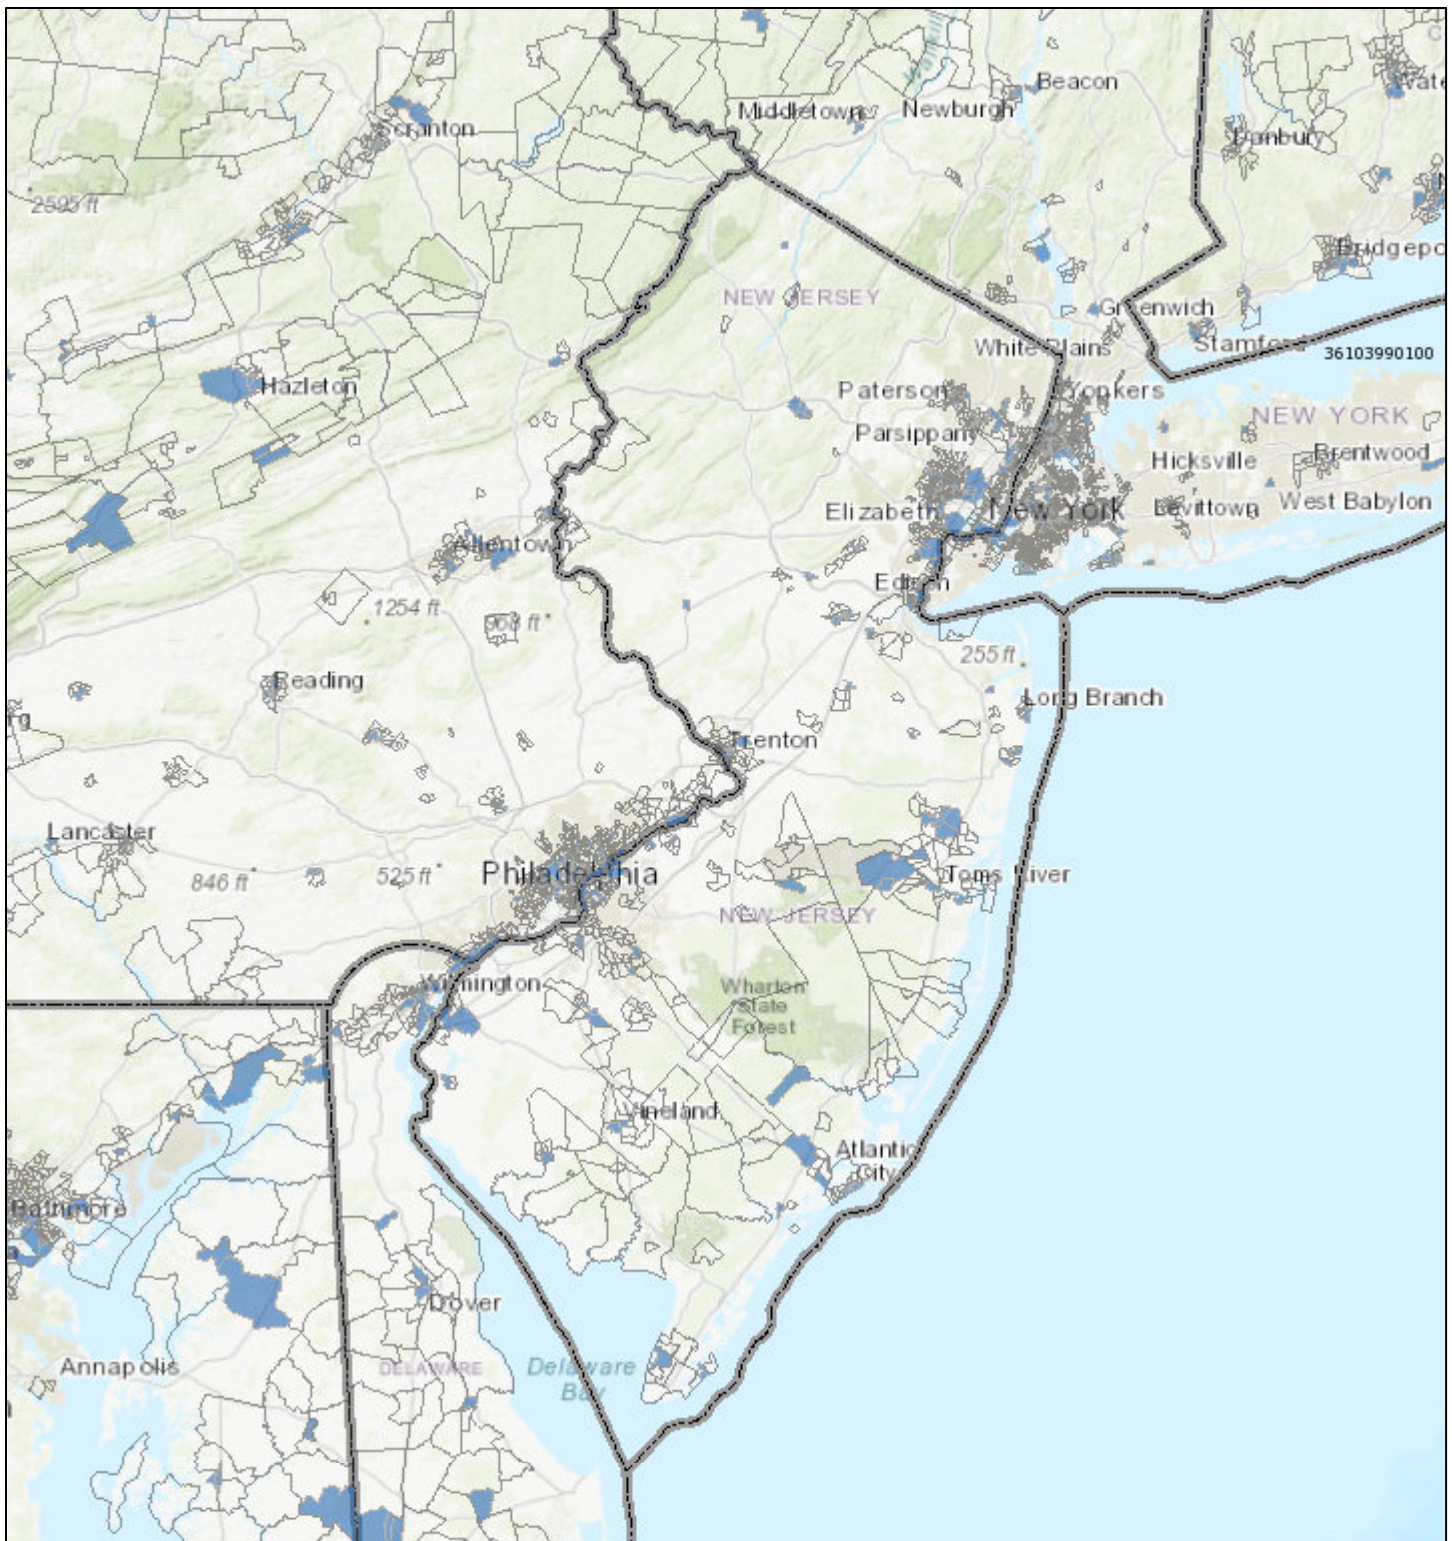 Beacon
Middletown
Newburgh
Scranton
Danbury
2595 ft
NEW JERSEY
Greenwich
White Plains
Stamford
36103990100
Hazleton
Paterson
Yonkers
NEW YORK
Parsippany
Hicksville
Brentwood
Elizabeth
New York
Levittown
West Babylon
Allentown
Edison
1254 ft
968 ft
255 ft
Reading
Long Branch
rg
Trenton
Lancaster
846 ft
525 ft
Philadelphia
Toms River
NEW JERSEY
Wilmington
Wharton
State
Forest
Vineland
Atlantic
City
Baltimore
Dover
Annapolis
DELAWARE
Delaware
Bay